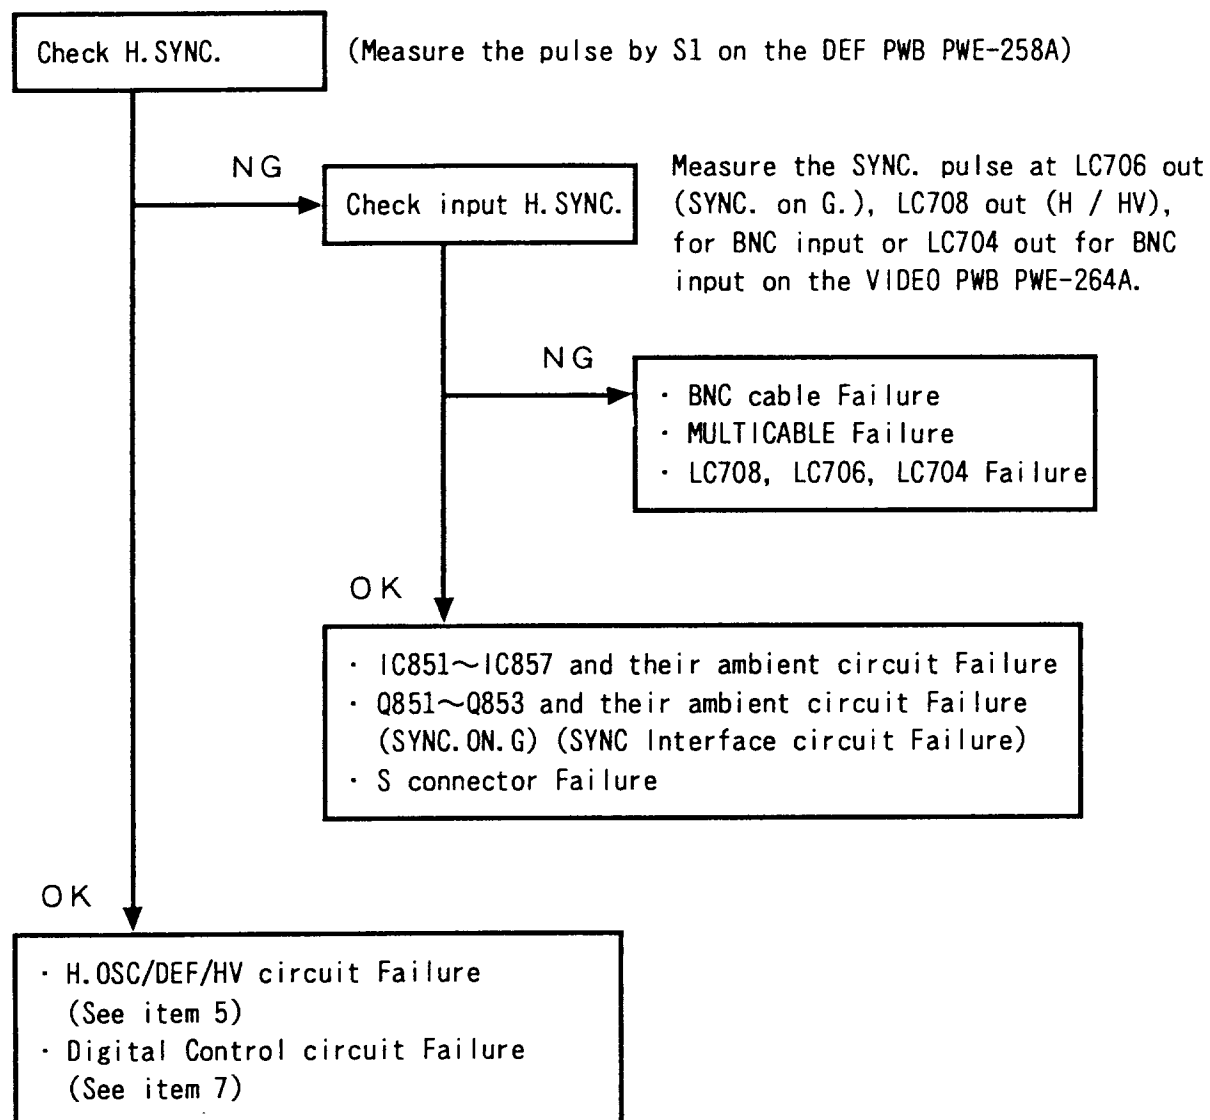 Check H.SYNC.
(Measure the pulse by S1 on the DEF PWB PWE-258A)
NG
Check input H.SYNC.
Measure the SYNC. pulse at LC706 out
(SYNC. on G.), LC708 out (H / HV),
for BNC input or LC704 out for BNC
input on the VIDEO PWB PWE-264A.
NG
· BNC cable Failure
· MULTICABLE Failure
· LC708, LC706, LC704 Failure
OK
· IC851~IC857 and their ambient circuit Failure
· Q851~Q853 and their ambient circuit Failure
(SYNC.ON.G) (SYNC Interface circuit Failure)
· S connector Failure
OK
· H.OSC/DEF/HV circuit Failure
(See item 5)
· Digital Control circuit Failure
(See item 7)